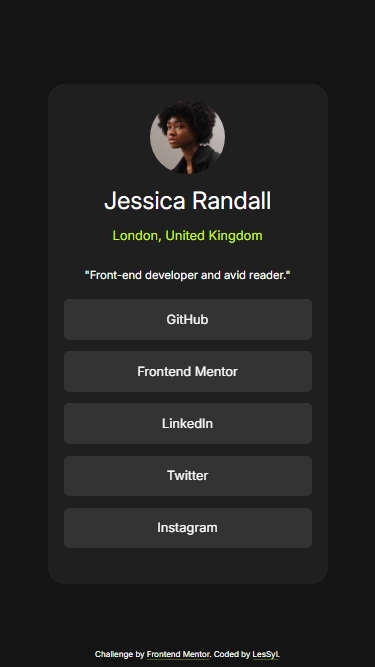 Jessica Randall
London, United Kingdom
"Front-end developer and avid reader."
GitHub
Frontend Mentor
LinkedIn
Twitter
Instagram
Challenge by Frontend Mentor. Coded by LesSyl.